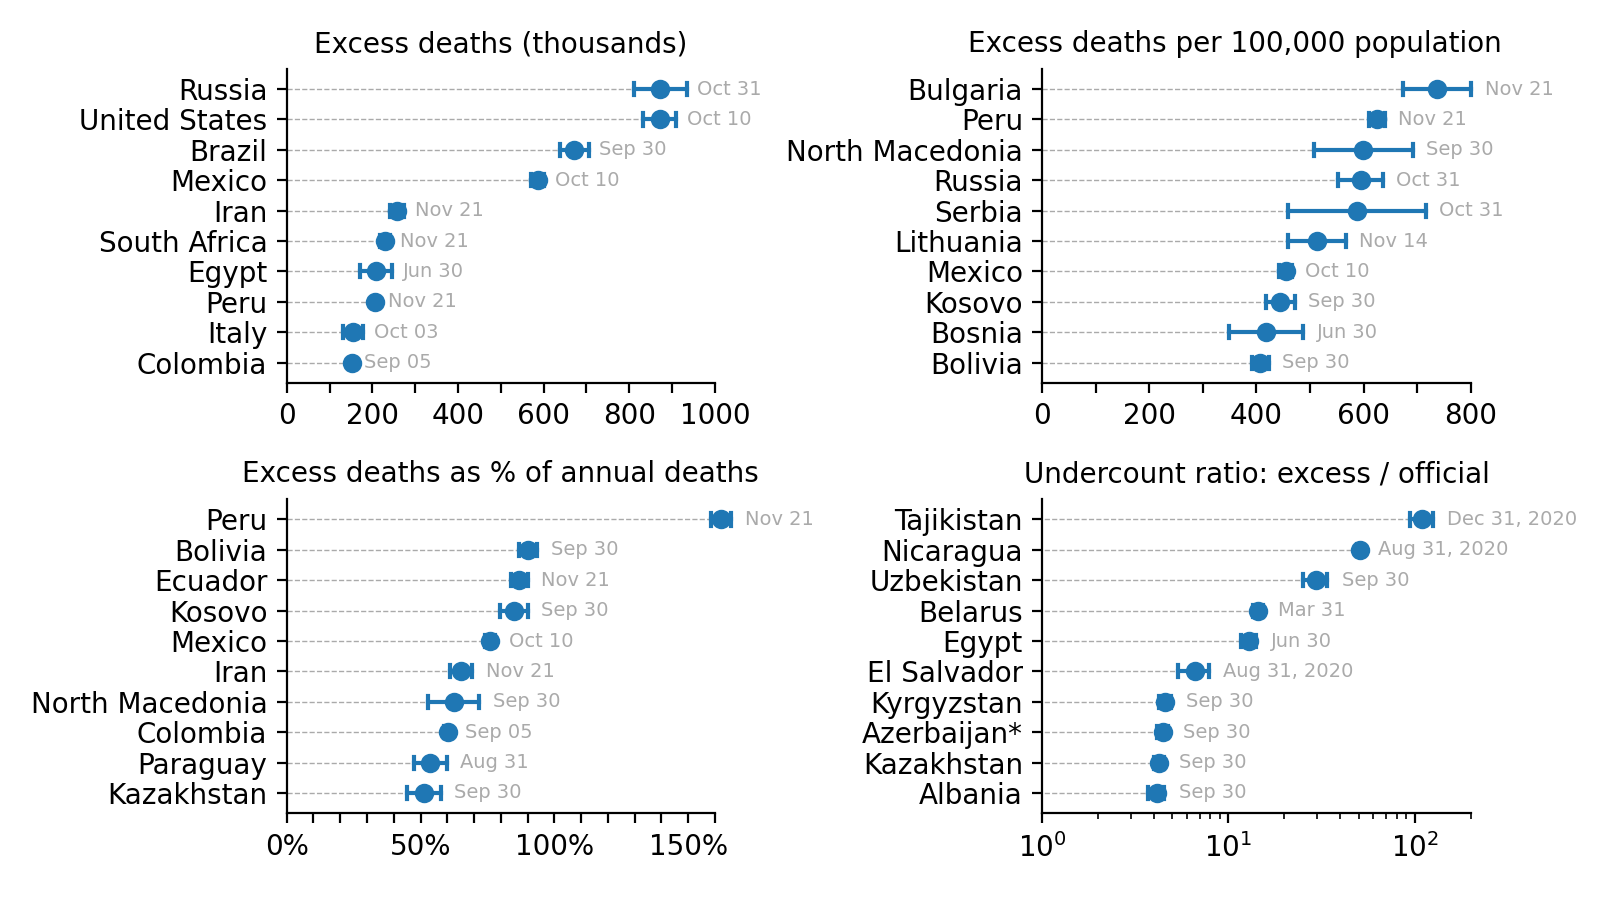 Excess deaths (thousands)
Russia Oct 31
United States Oct 10
Brazil Sep 30
Mexico Oct 10
Iran Nov 21
South Africa Nov 21
Egypt Jun 30
Peru Nov 21
Italy Oct 03
Colombia Sep 05
0 200 400 600 800 1000
Excess deaths per 100,000 population
Bulgaria Nov 21
Peru Nov 21
North Macedonia Sep 30
Russia Oct 31
Serbia Oct 31
Lithuania Nov 14
Mexico Oct 10
Kosovo Sep 30
Bosnia Jun 30
Bolivia Sep 30
0 200 400 600 800
Excess deaths as % of annual deaths
Peru Nov 21
Bolivia Sep 30
Ecuador Nov 21
Kosovo Sep 30
Mexico Oct 10
Iran Nov 21
North Macedonia Sep 30
Colombia Sep 05
Paraguay Aug 31
Kazakhstan Sep 30
0% 50% 100% 150%
Undercount ratio: excess / official
Tajikistan Dec 31, 2020
Nicaragua Aug 31, 2020
Uzbekistan Sep 30
Belarus Mar 31
Egypt Jun 30
El Salvador Aug 31, 2020
Kyrgyzstan Sep 30
Azerbaijan* Sep 30
Kazakhstan Sep 30
Albania Sep 30
10⁰ 10¹ 10²